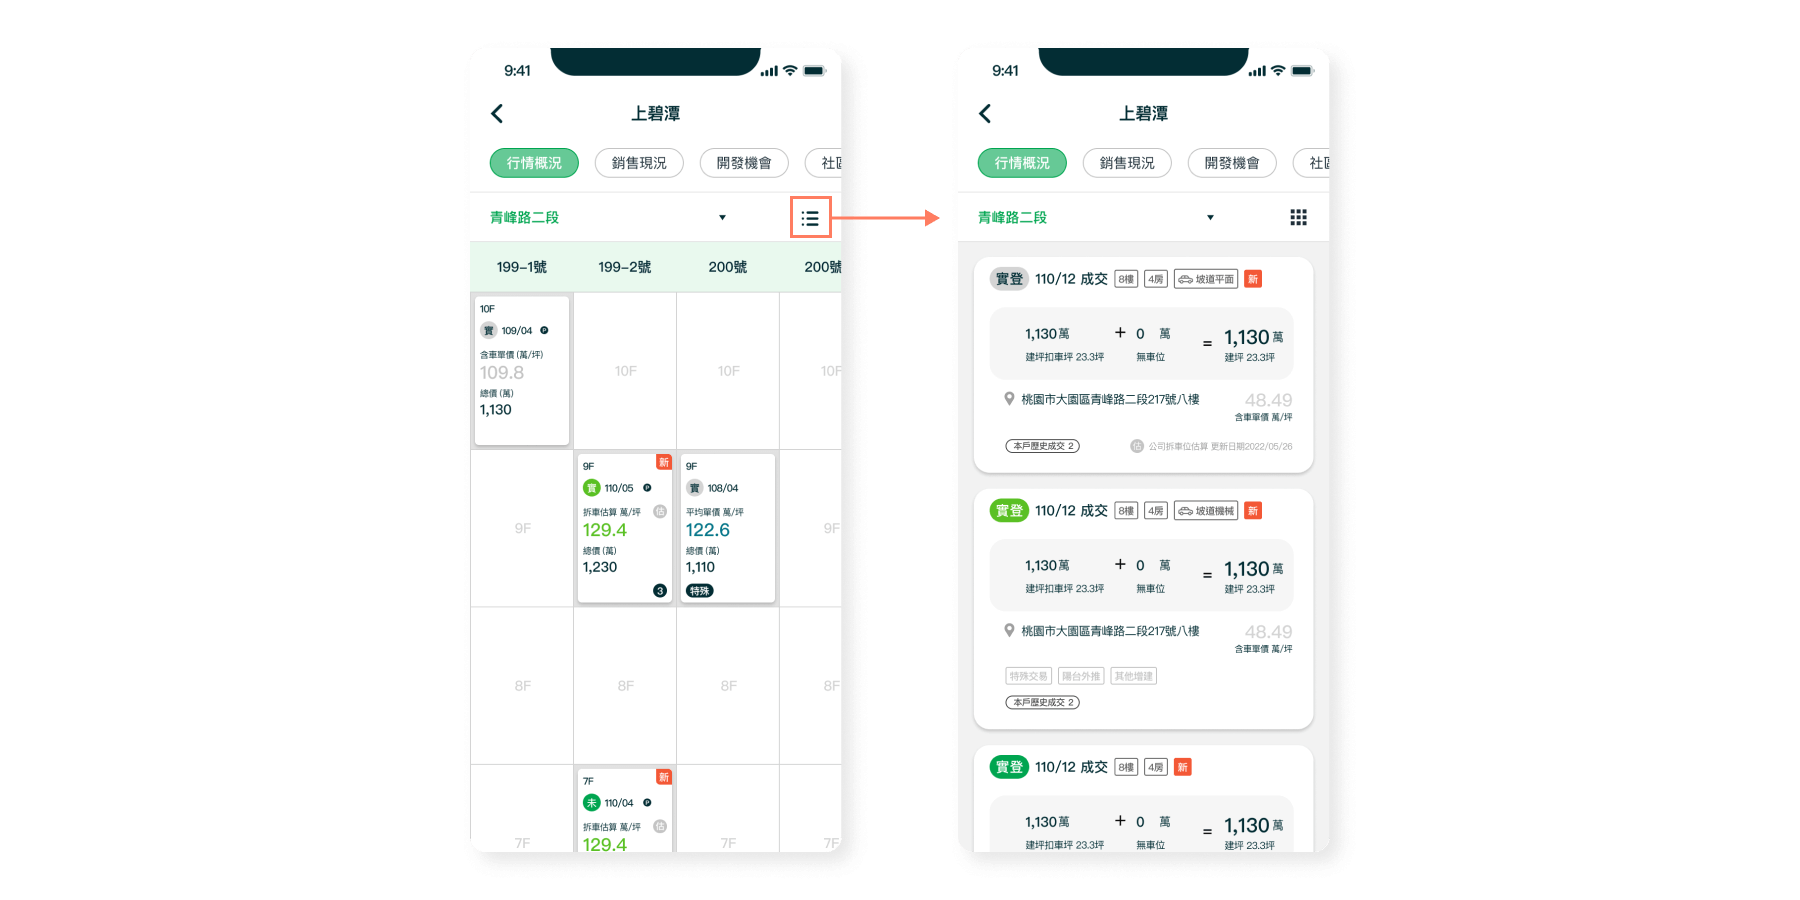 9:41
上碧潭
行情概況 銷售現況 開發機會 社區
青峰路二段
199-1號 199-2號 200號 200號
10F
實 109/04 P
含車單價 (萬/坪)
109.8
總價 (萬)
1,130
10F 10F 10F
9F
9F 新
實 110/05 P
拆車估算 萬/坪 估
129.4
總價 (萬)
1,230
3
9F
實 108/04
平均單價 萬/坪
122.6
總價 (萬)
1,110
特殊
9F
8F 8F 8F 8F
7F
7F 新
未 110/04 P
拆車估算 萬/坪 估
129.4
7F 7F
9:41
上碧潭
行情概況 銷售現況 開發機會 社區
青峰路二段
實登 110/12 成交 8樓 4房 坡道平面 新
1,130萬 + 0 萬 = 1,130萬
建坪扣車坪 23.3坪 無車位 建坪 23.3坪
桃園市大園區青峰路二段217號八樓 48.49
含車單價 萬/坪
本戶歷史成交 2 估 公司拆車位估算 更新日期2022/05/26
實登 110/12 成交 8樓 4房 坡道機械 新
1,130萬 + 0 萬 = 1,130萬
建坪扣車坪 23.3坪 無車位 建坪 23.3坪
桃園市大園區青峰路二段217號八樓 48.49
含車單價 萬/坪
特殊交易 陽台外推 其他增建
本戶歷史成交 2
實登 110/12 成交 8樓 4房 新
1,130萬 + 0 萬 = 1,130萬
建坪扣車坪 23.3坪 無車位 建坪 23.3坪